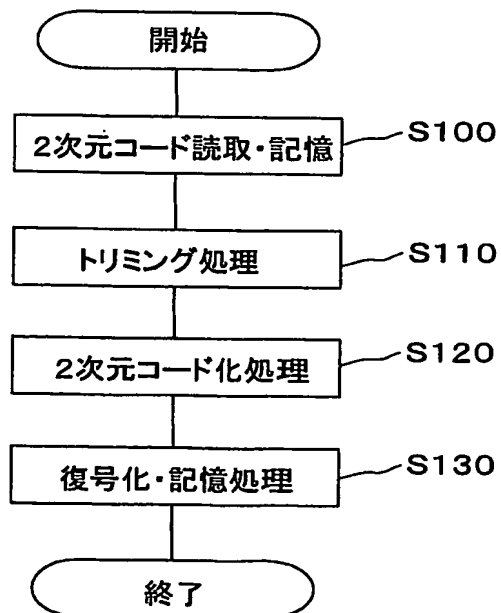 開始
2次元コード読取・記憶
S100
トリミング処理
S110
2次元コード化処理
S120
復号化・記憶処理
S130
終了